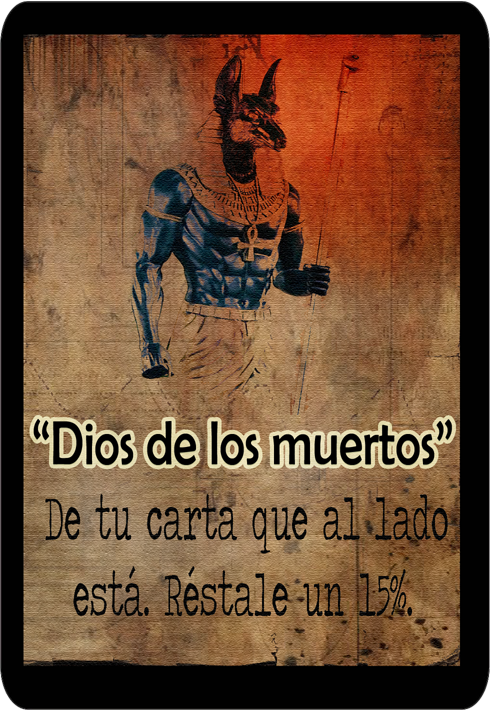 “Dios de los muertos”
De tu carta que al lado
está. Réstale un 15%.